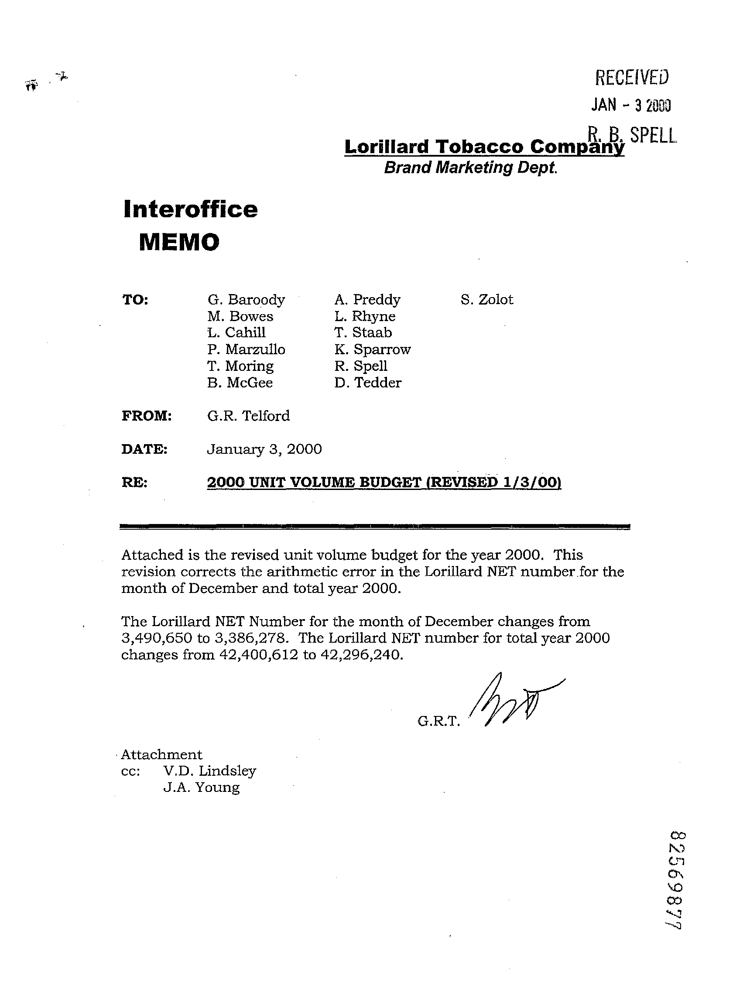 RECEIVED
JAN - 3 2000
R. B. SPELL
Lorillard Tobacco Company
Brand Marketing Dept.
Interoffice
MEMO
TO: G. Baroody A. Preddy S. Zolot
M. Bowes L. Rhyne
L. Cahill T. Staab
P. Marzullo K. Sparrow
T. Moring R. Spell
B. McGee D. Tedder
FROM: G.R. Telford
DATE: January 3, 2000
RE: 2000 UNIT VOLUME BUDGET (REVISED 1/3/00)
Attached is the revised unit volume budget for the year 2000. This
revision corrects the arithmetic error in the Lorillard NET number for the
month of December and total year 2000.
The Lorillard NET Number for the month of December changes from
3,490,650 to 3,386,278. The Lorillard NET number for total year 2000
changes from 42,400,612 to 42,296,240.
G.R.T.
Attachment
cc: V.D. Lindsley
J.A. Young
82569877